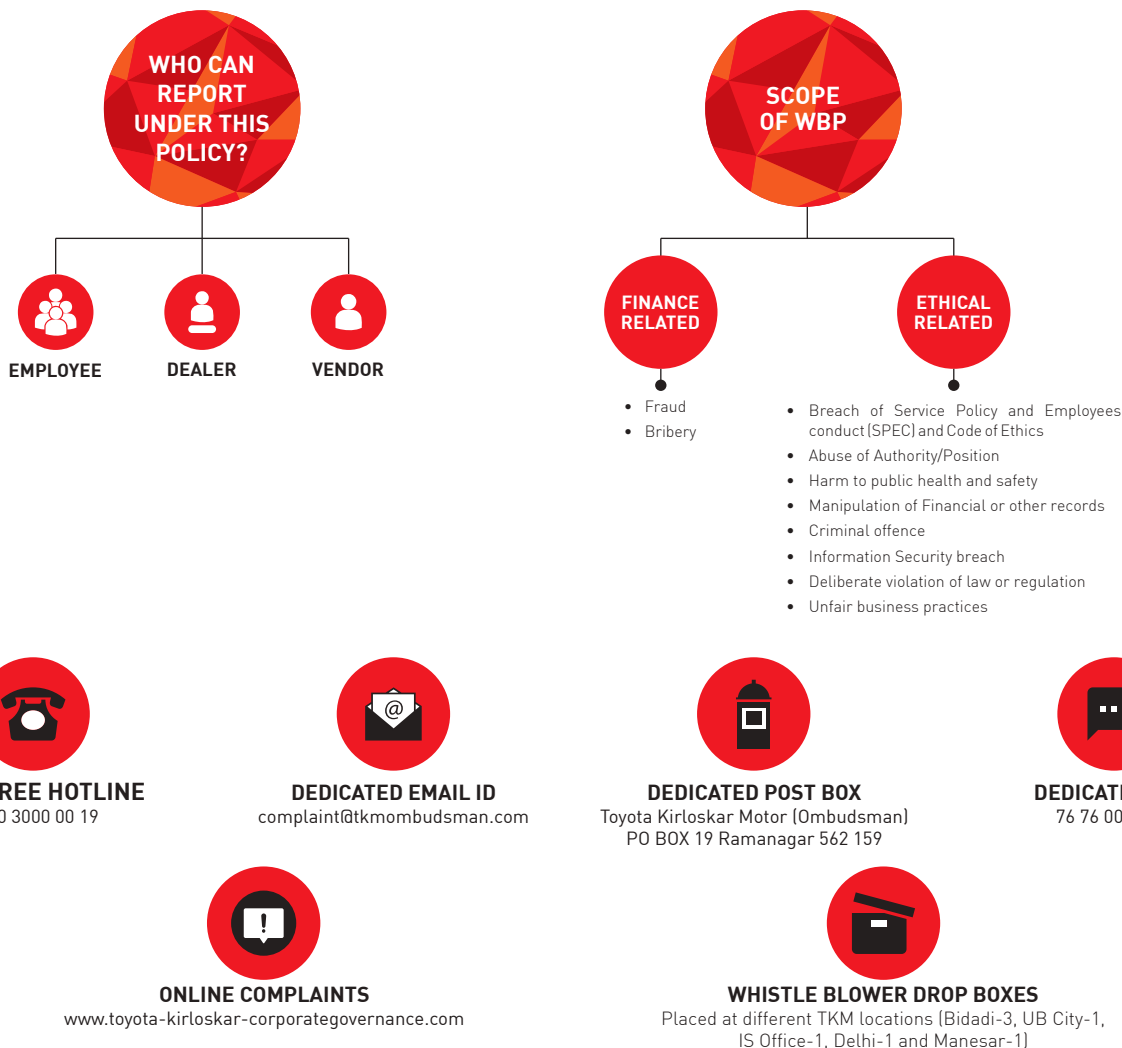 WHO CAN
REPORT
UNDER THIS
POLICY?
EMPLOYEE
DEALER
VENDOR
SCOPE
OF WBP
FINANCE
RELATED
• Fraud
• Bribery
ETHICAL
RELATED
• Breach of Service Policy and Employees
conduct (SPEC) and Code of Ethics
• Abuse of Authority/Position
• Harm to public health and safety
• Manipulation of Financial or other records
• Criminal offence
• Information Security breach
• Deliberate violation of law or regulation
• Unfair business practices
HOTLINE
3000 00 19
@
DEDICATED EMAIL ID
complaint@tkmombudsman.com
DEDICATED POST BOX
Toyota Kirloskar Motor (Ombudsman)
PO BOX 19 Ramanagar 562 159
76 76 00
!
ONLINE COMPLAINTS
www.toyota-kirloskar-corporategovernance.com
WHISTLE BLOWER DROP BOXES
Placed at different TKM locations (Bidadi-3, UB City-1,
IS Office-1, Delhi-1 and Manesar-1)